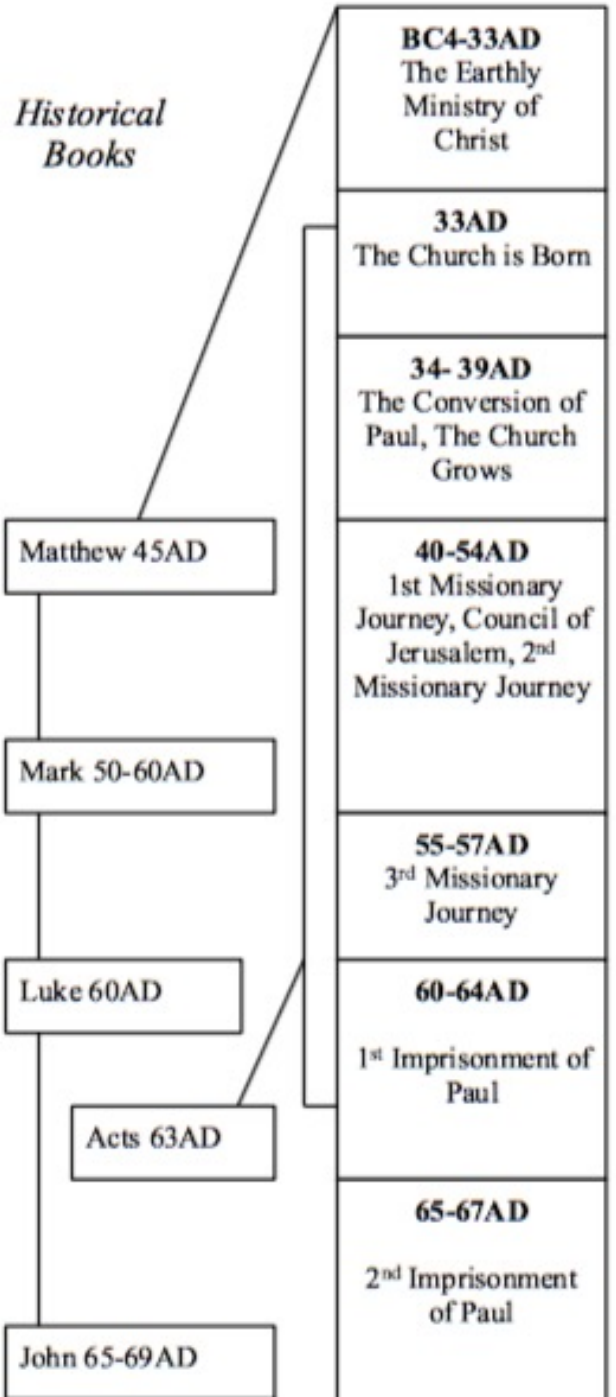 Historical
Books
BC4-33AD
The Earthly
Ministry of
Christ
33AD
The Church is Born
34- 39AD
The Conversion of
Paul, The Church
Grows
Matthew 45AD
40-54AD
1st Missionary
Journey, Council of
Jerusalem, 2nd
Missionary Journey
Mark 50-60AD
55-57AD
3rd Missionary
Journey
Luke 60AD
60-64AD
1st Imprisonment of
Paul
Acts 63AD
65-67AD
2nd Imprisonment
of Paul
John 65-69AD